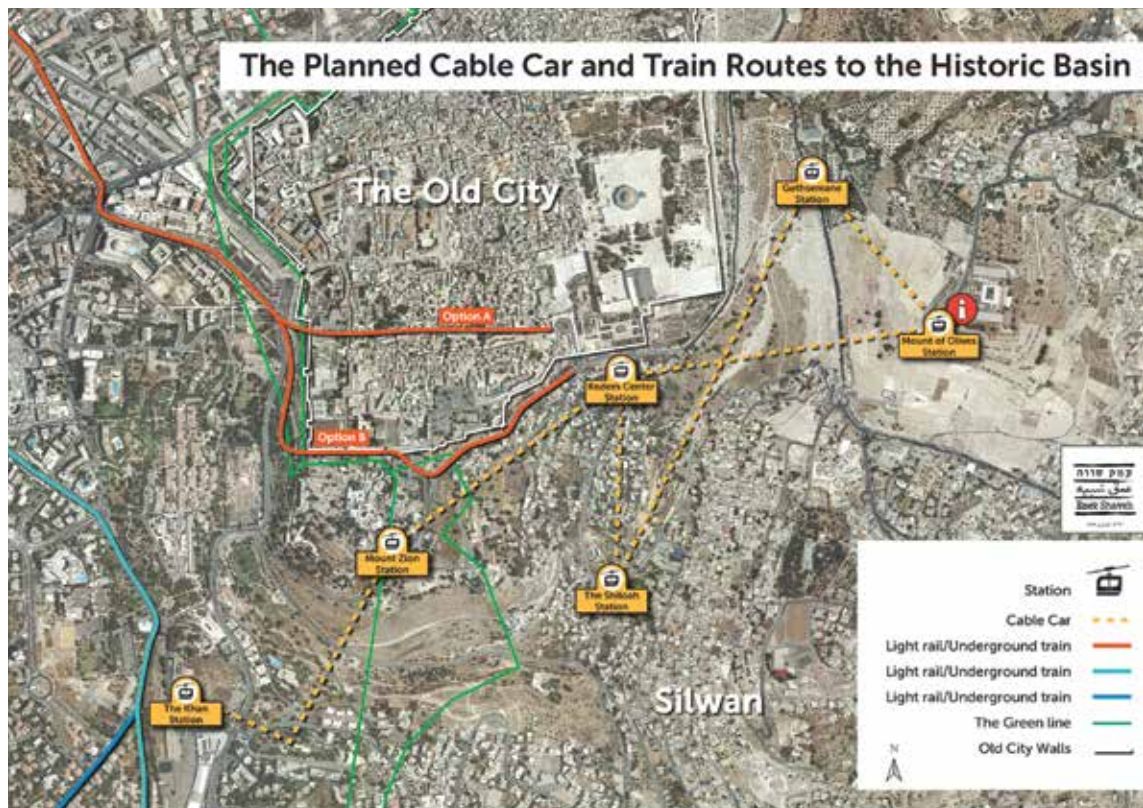 The Planned Cable Car and Train Routes to the Historic Basin
The Old City
Gethsemane
Station
Option A
Mount of Olives
Station
Kedem Center
Station
Option B
עמק שווה
Emek Shaveh
Mount Zion
Station
The Shiloah
Station
The Khan
Station
Silwan
Station
Cable Car
Light rail/Underground train
Light rail/Underground train
Light rail/Underground train
The Green line
Old City Walls
N